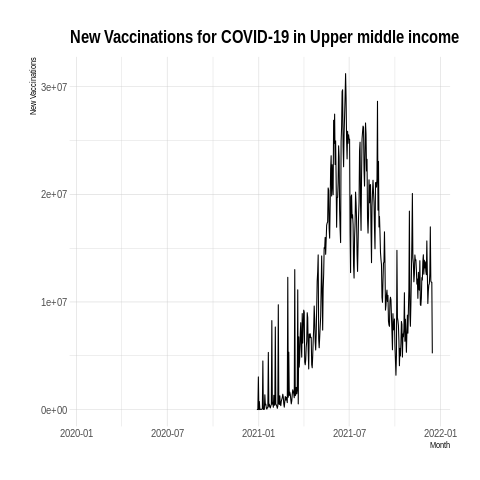 New Vaccinations for COVID-19 in Upper middle income
New Vaccinations
3e+07
2e+07
1e+07
0e+00
2020-01 2020-07 2021-01 2021-07 2022-01
Month